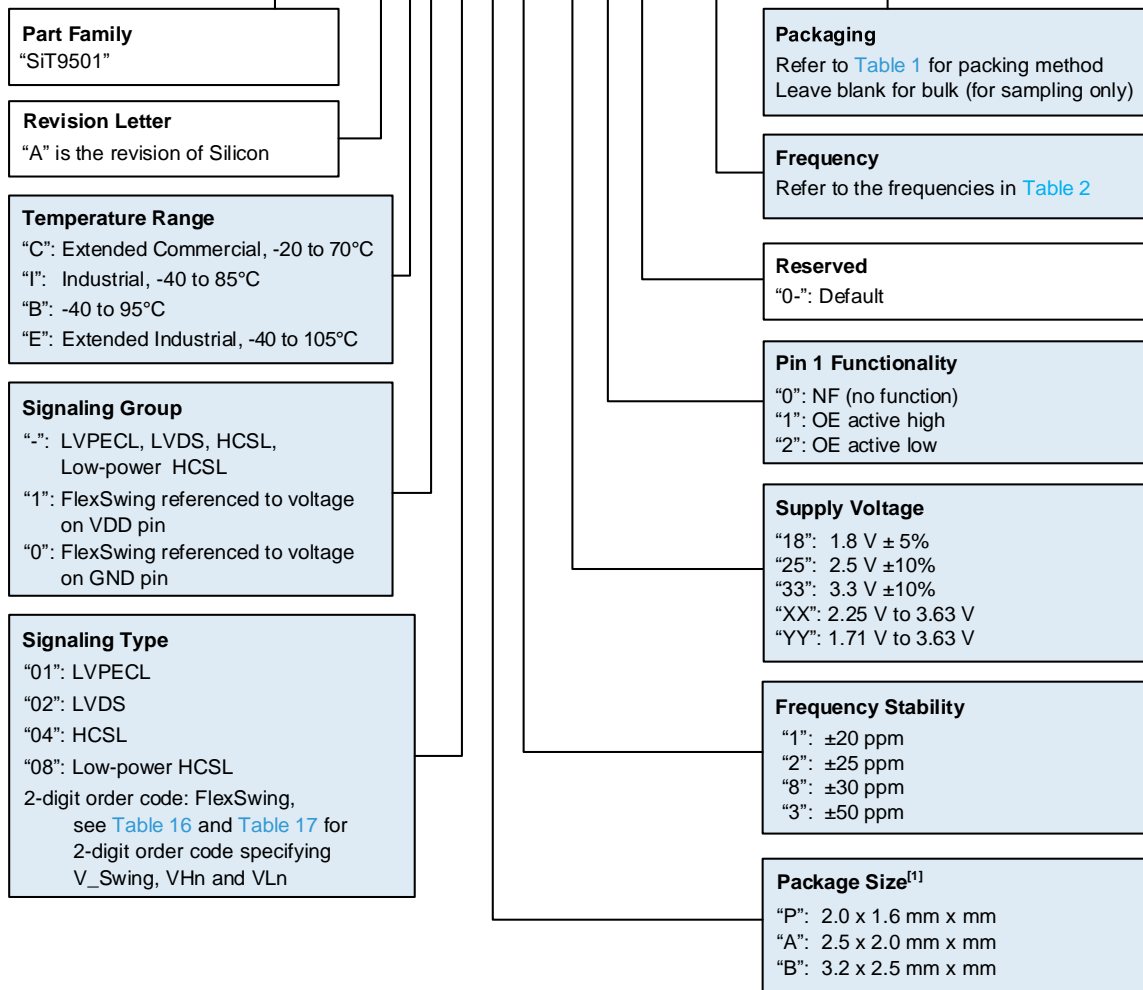 Part Family
“SiT9501”
Revision Letter
“A” is the revision of Silicon
Temperature Range
“C”: Extended Commercial, -20 to 70°C
“I”: Industrial, -40 to 85°C
“B”: -40 to 95°C
“E”: Extended Industrial, -40 to 105°C
Signaling Group
“-”: LVPECL, LVDS, HCSL,
Low-power HCSL
“1”: FlexSwing referenced to voltage
on VDD pin
“0”: FlexSwing referenced to voltage
on GND pin
Signaling Type
“01”: LVPECL
“02”: LVDS
“04”: HCSL
“08”: Low-power HCSL
2-digit order code: FlexSwing,
see Table 16 and Table 17 for
2-digit order code specifying
V_Swing, VHn and VLn
Packaging
Refer to Table 1 for packing method
Leave blank for bulk (for sampling only)
Frequency
Refer to the frequencies in Table 2
Reserved
“0-”: Default
Pin 1 Functionality
“0”: NF (no function)
“1”: OE active high
“2”: OE active low
Supply Voltage
“18”: 1.8 V ± 5%
“25”: 2.5 V ±10%
“33”: 3.3 V ±10%
“XX”: 2.25 V to 3.63 V
“YY”: 1.71 V to 3.63 V
Frequency Stability
“1”: ±20 ppm
“2”: ±25 ppm
“8”: ±30 ppm
“3”: ±50 ppm
Package Size[1]
“P”: 2.0 x 1.6 mm x mm
“A”: 2.5 x 2.0 mm x mm
“B”: 3.2 x 2.5 mm x mm